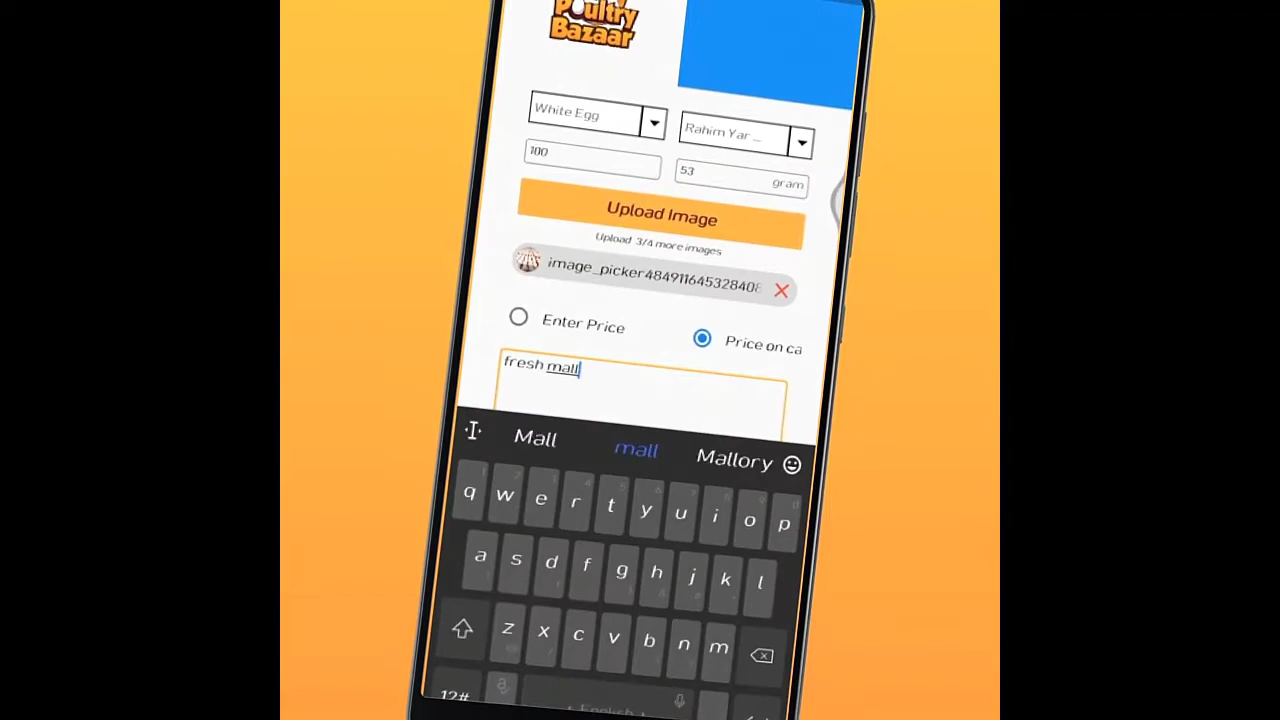 Poultry
Bazaar
White Egg
Rahim Yar ...
100
53
gram
Upload Image
Upload 3/4 more images
image_picker484911645328408
Enter Price
Price on ca
fresh mall
Mall
mall
Mallory
q w e r t y u i o p
a s d f g h j k l
z x c v b n m
12#
English